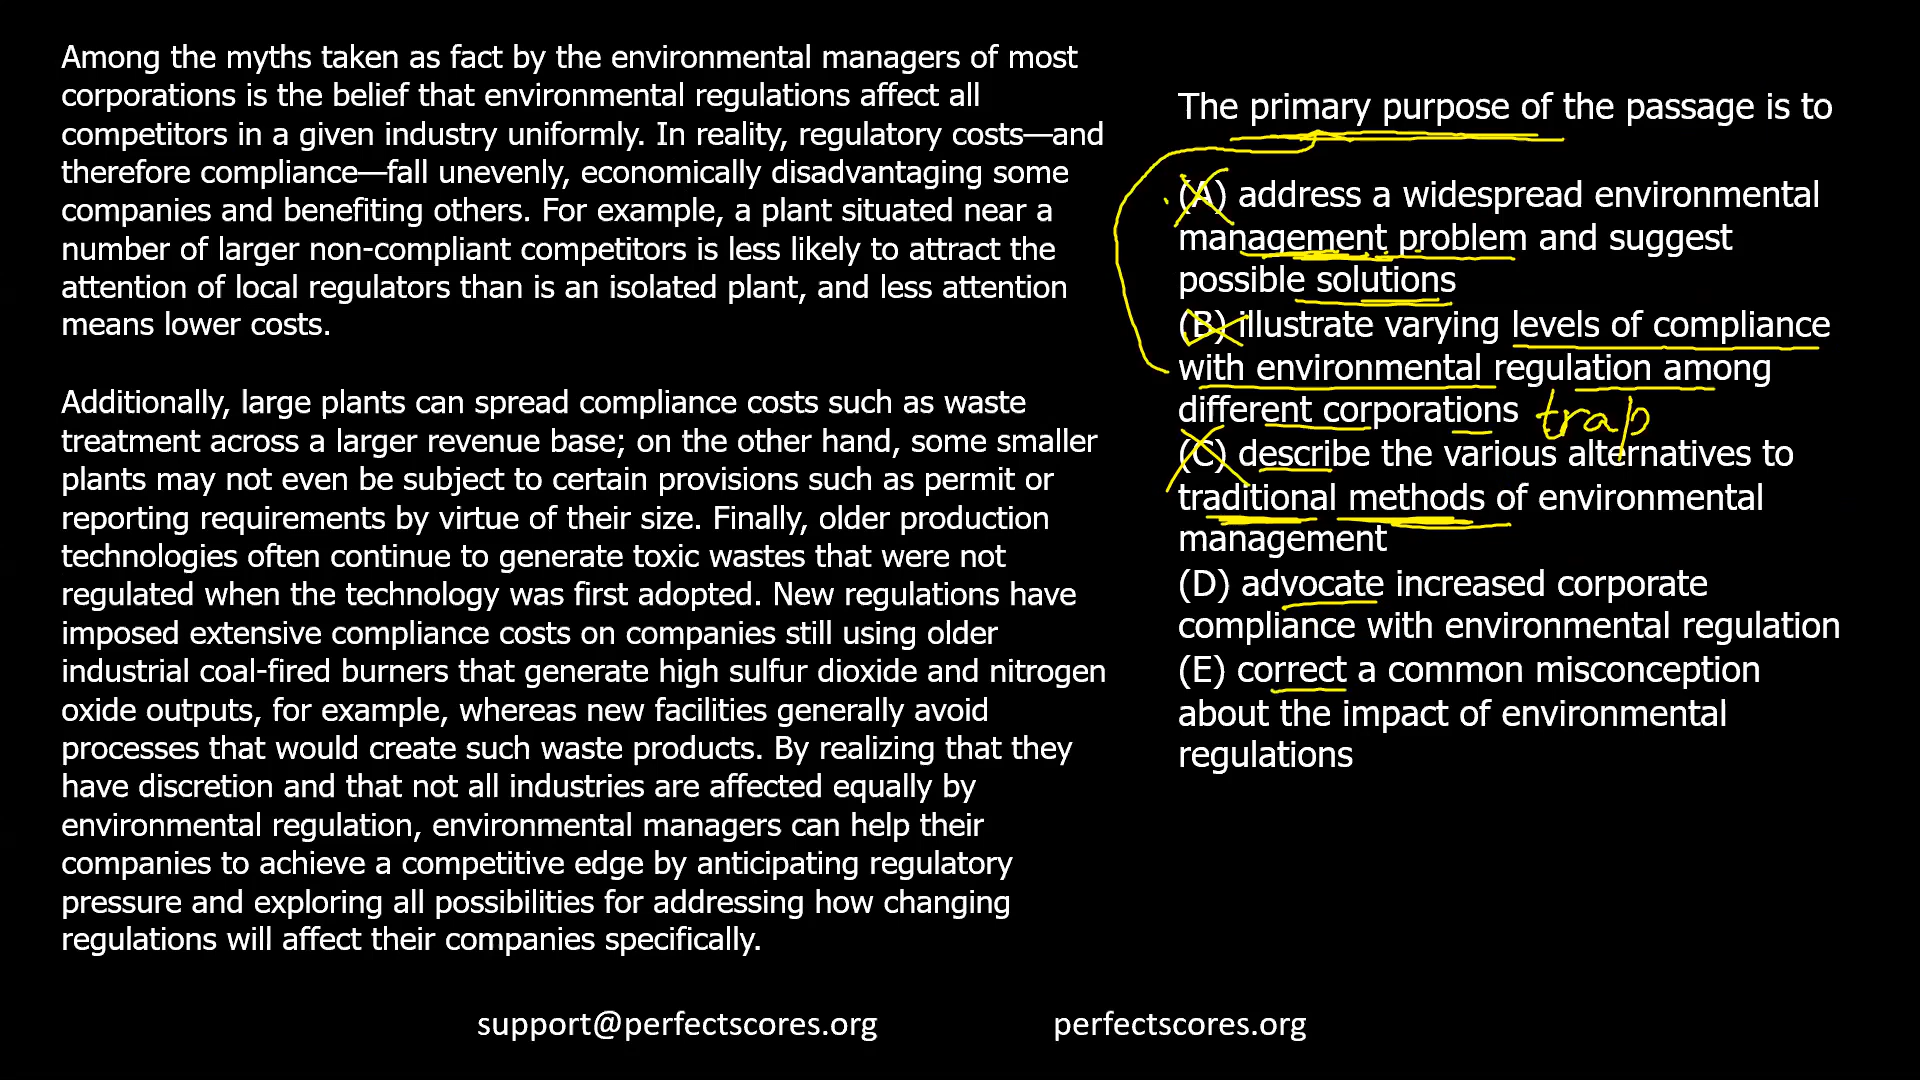 Among the myths taken as fact by the environmental managers of most
corporations is the belief that environmental regulations affect all
competitors in a given industry uniformly. In reality, regulatory costs—and
therefore compliance—fall unevenly, economically disadvantaging some
companies and benefiting others. For example, a plant situated near a
number of larger non-compliant competitors is less likely to attract the
attention of local regulators than is an isolated plant, and less attention
means lower costs.
Additionally, large plants can spread compliance costs such as waste
treatment across a larger revenue base; on the other hand, some smaller
plants may not even be subject to certain provisions such as permit or
reporting requirements by virtue of their size. Finally, older production
technologies often continue to generate toxic wastes that were not
regulated when the technology was first adopted. New regulations have
imposed extensive compliance costs on companies still using older
industrial coal-fired burners that generate high sulfur dioxide and nitrogen
oxide outputs, for example, whereas new facilities generally avoid
processes that would create such waste products. By realizing that they
have discretion and that not all industries are affected equally by
environmental regulation, environmental managers can help their
companies to achieve a competitive edge by anticipating regulatory
pressure and exploring all possibilities for addressing how changing
regulations will affect their companies specifically.
The primary purpose of the passage is to
(A) address a widespread environmental
management problem and suggest
possible solutions
(B) illustrate varying levels of compliance
with environmental regulation among
different corporations trap
(C) describe the various alternatives to
traditional methods of environmental
management
(D) advocate increased corporate
compliance with environmental regulation
(E) correct a common misconception
about the impact of environmental
regulations
support@perfectscores.org
perfectscores.org